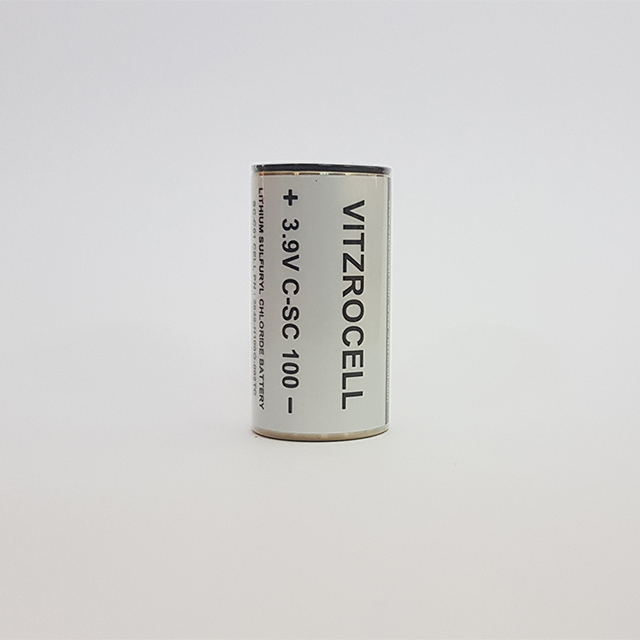 VITZROCELL
+ 3.9V C-SC 100 −
LITHIUM SULFURYL CHLORIDE BATTERY